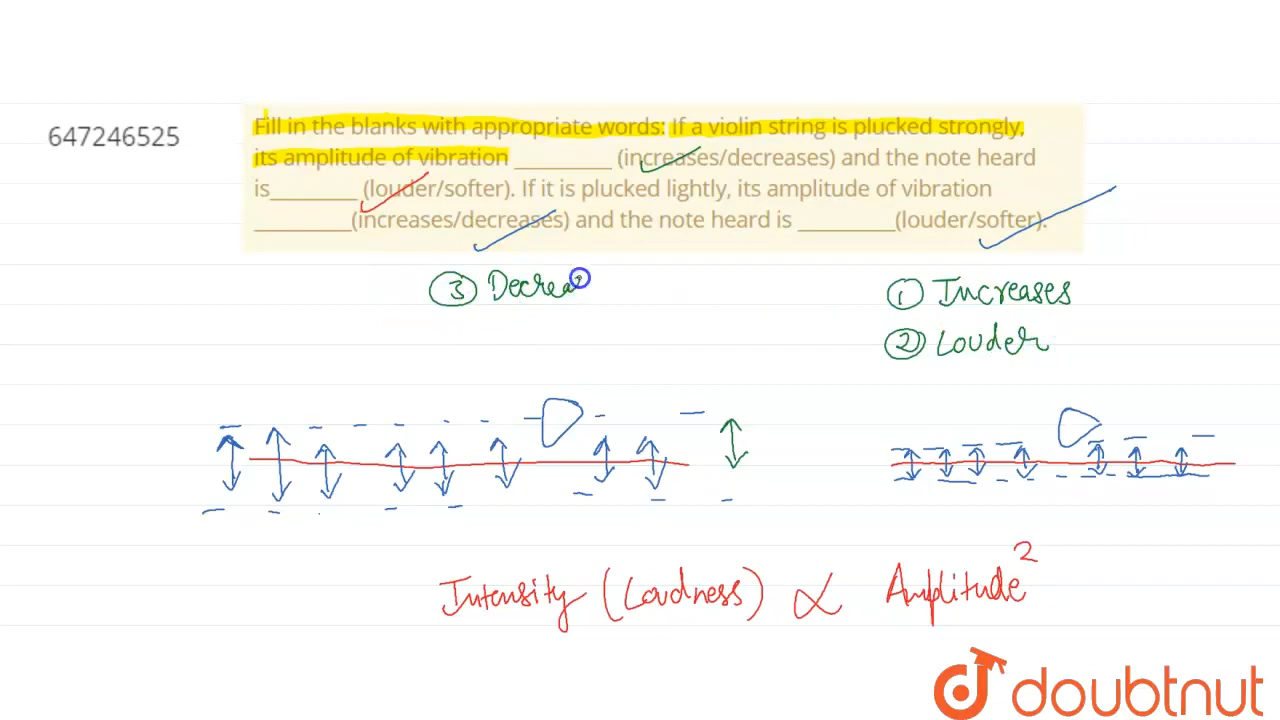 647246525
Fill in the blanks with appropriate words: If a violin string is plucked strongly,
its amplitude of vibration __________ (increases/decreases) and the note heard
is_________ (louder/softer). If it is plucked lightly, its amplitude of vibration
__________(increases/decreases) and the note heard is __________(louder/softer).
③ Decrea
① Increases
② Louder
Intensity (Loudness) ∝ Amplitude²
doubtnut